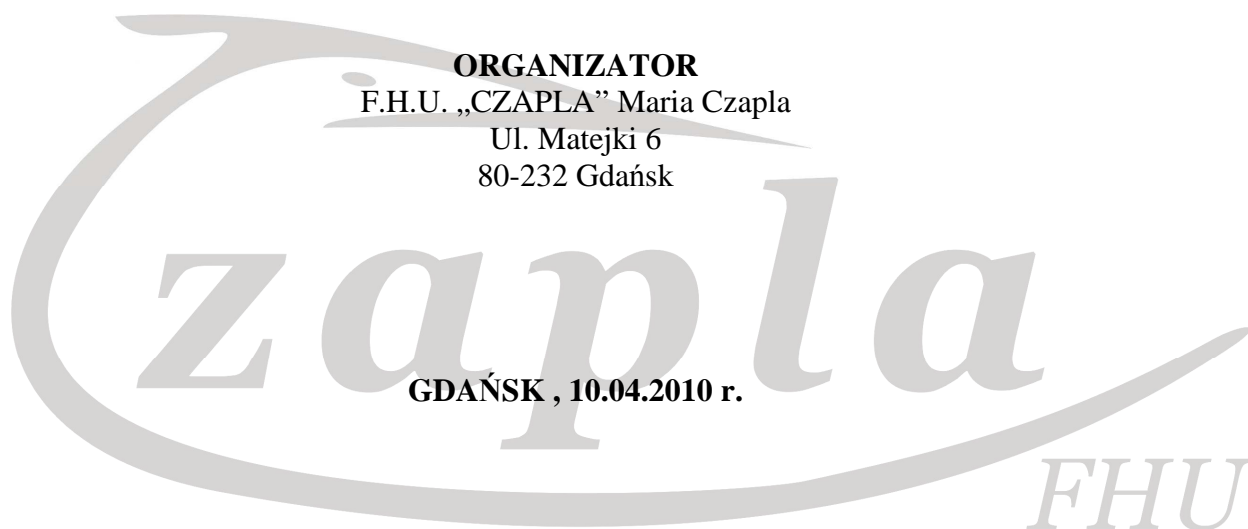 ORGANIZATOR
F.H.U. „CZAPLA” Maria Czapla
Ul. Matejki 6
80-232 Gdańsk
zapla
GDAŃSK , 10.04.2010 r.
FHU